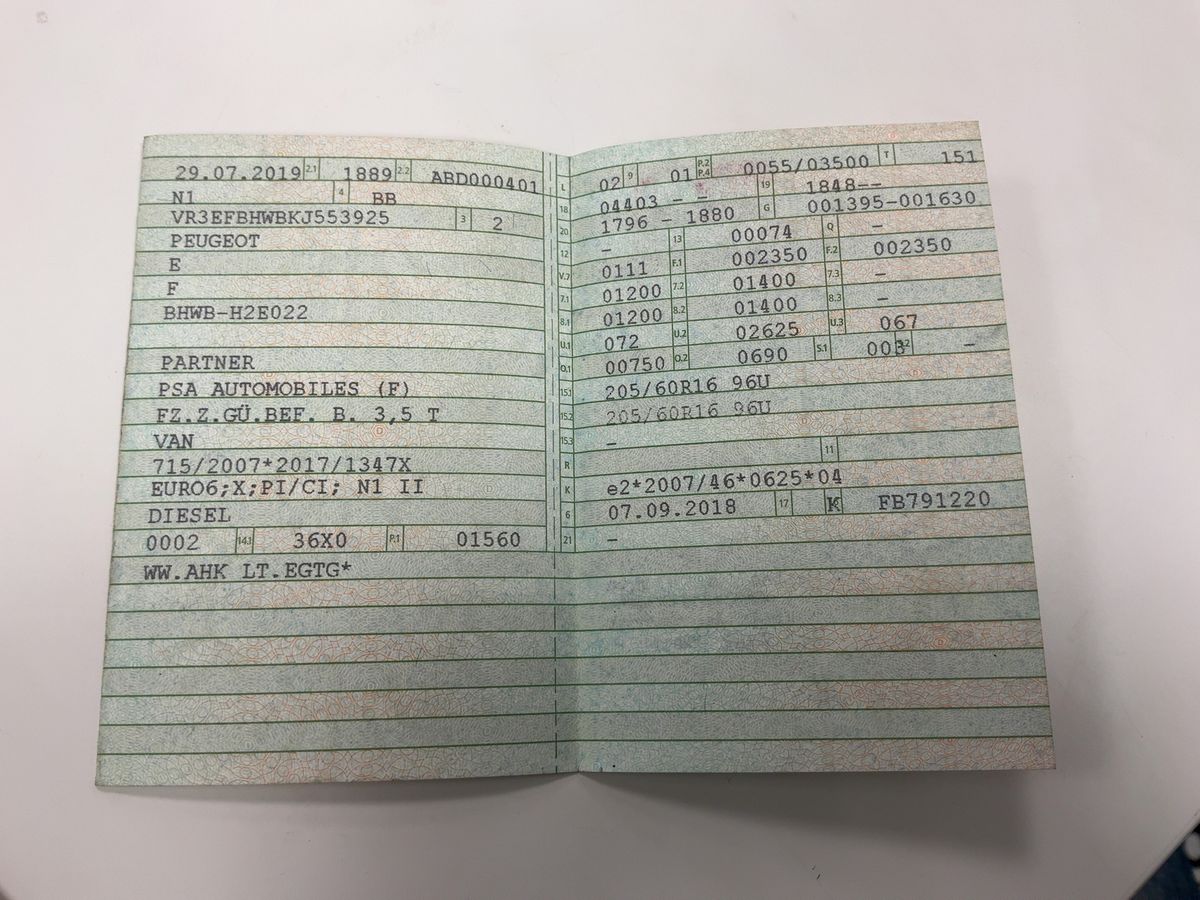 29.07.2019 2.1 1889 2.2 ABD000401
N1 4 BB
VR3EFBHWBKJ553925 3 2
PEUGEOT
E
F
BHWB-H2E022
PARTNER
PSA AUTOMOBILES (F)
FZ.Z.GÜ.BEF. B. 3,5 T
VAN
715/2007*2017/1347X
EURO6;X;PI/CI; N1 II
DIESEL
0002 14.1 36X0 P.1 01560
WW.AHK LT.EGTG*
L 02 9 01 P.2 P.4 0055/03500 T 151
18 04403 - - 19 1848--
20 1796 - 1880 G 001395-001630
12 - 13 00074 Q -
V.7 0111 F.1 002350 F.2 002350
7.1 01200 7.2 01400 7.3 -
8.1 01200 8.2 01400 8.3 -
U.1 072 U.2 02625 U.3 067
O.1 00750 O.2 0690 S.1 003 S.2 -
15.1 205/60R16 96U
15.2 205/60R16 96U
15.3 -
R 11
K e2*2007/46*0625*04
6 07.09.2018 17 K FB791220
21 -